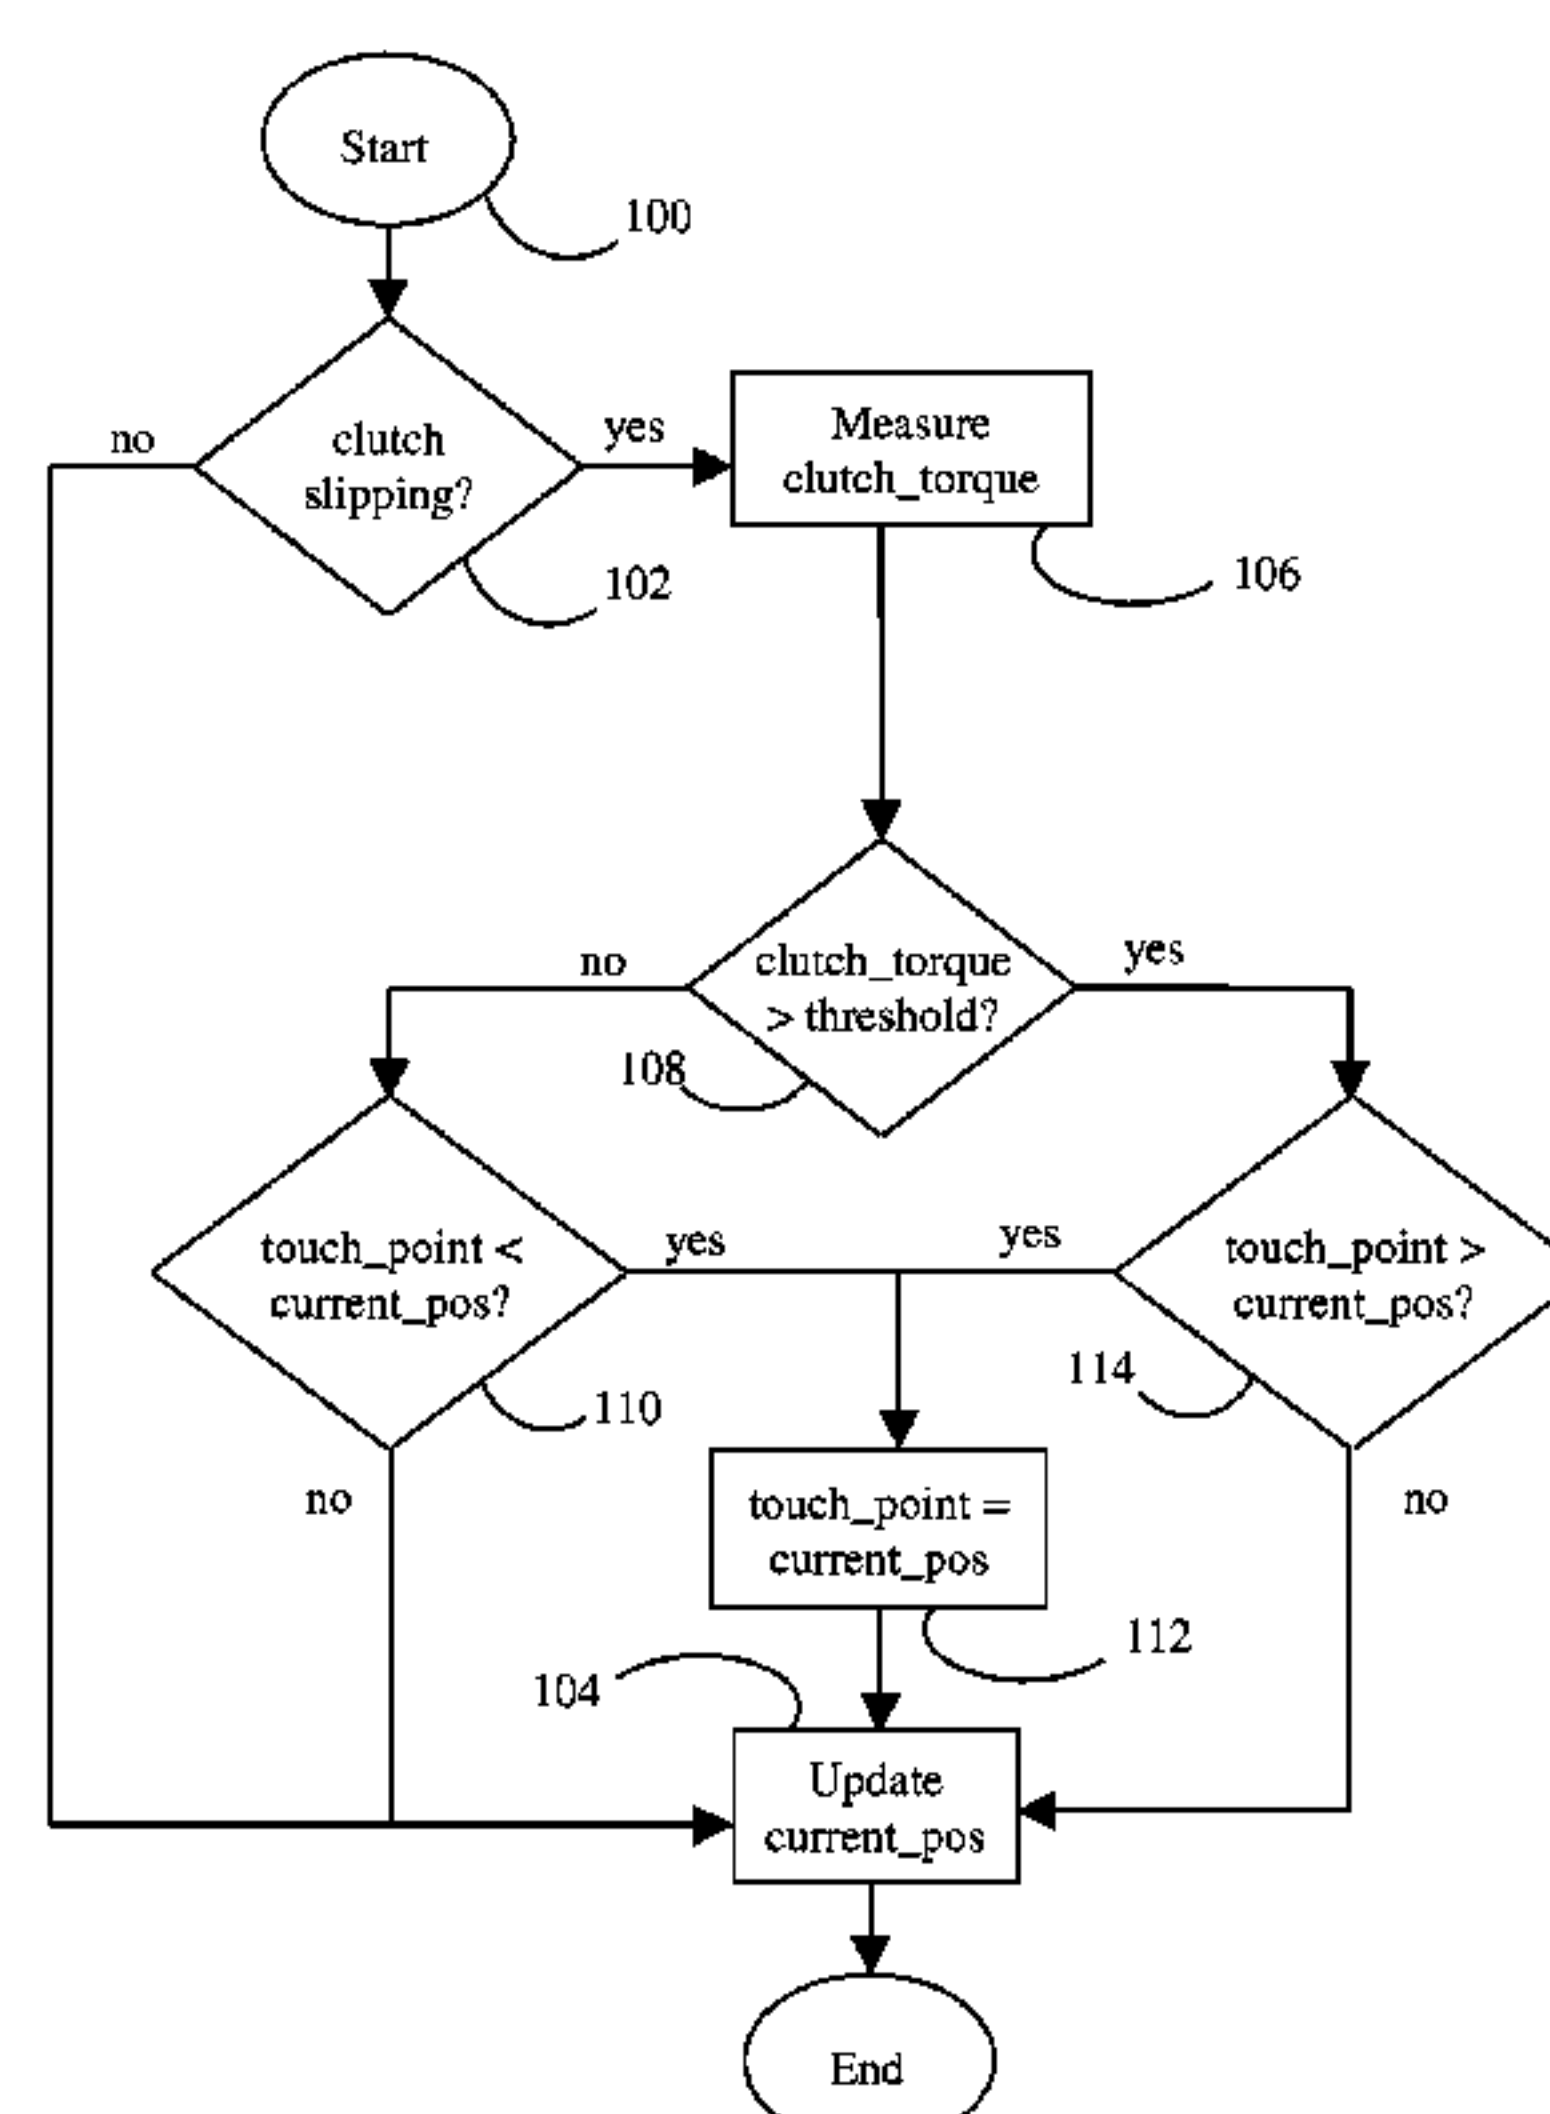 Start
100
no
clutch
slipping?
yes
Measure
clutch_torque
102
106
no
clutch_torque
> threshold?
yes
108
touch_point <
current_pos?
yes
yes
touch_point >
current_pos?
110
114
no
touch_point =
current_pos
no
112
104
Update
current_pos
End